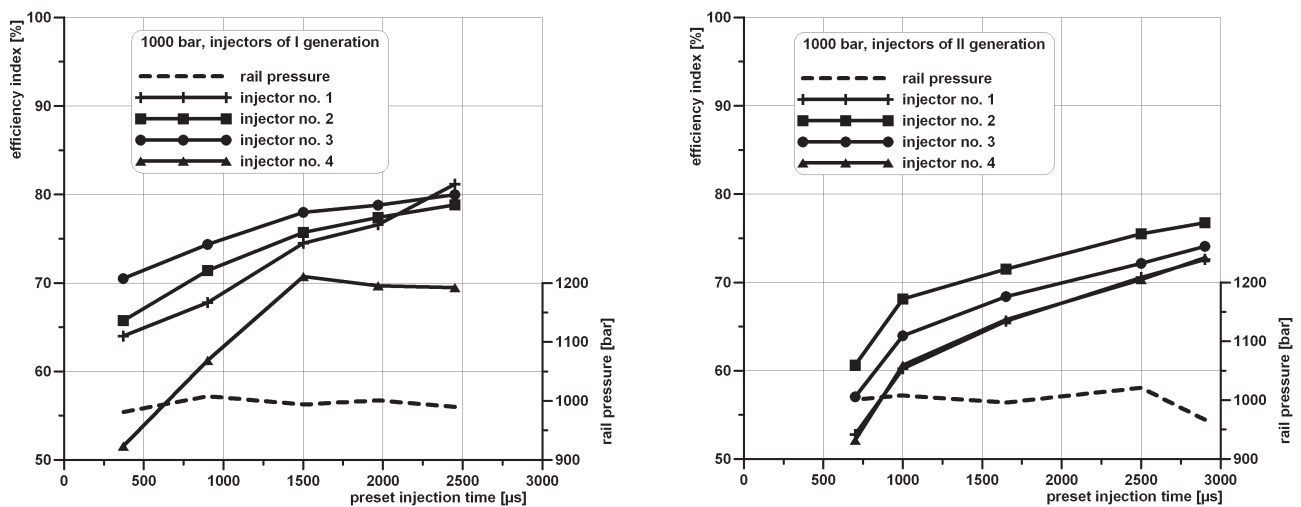 efficiency index [%]
100
90
80
70
60
50
1000 bar, injectors of I generation
rail pressure
injector no. 1
injector no. 2
injector no. 3
injector no. 4
1200
1100
1000
900
rail pressure [bar]
0 500 1000 1500 2000 2500 3000
preset injection time [µs]
efficiency index [%]
100
90
80
70
60
50
1000 bar, injectors of II generation
rail pressure
injector no. 1
injector no. 2
injector no. 3
injector no. 4
1200
1100
1000
900
rail pressure [bar]
0 500 1000 1500 2000 2500 3000
preset injection time [µs]